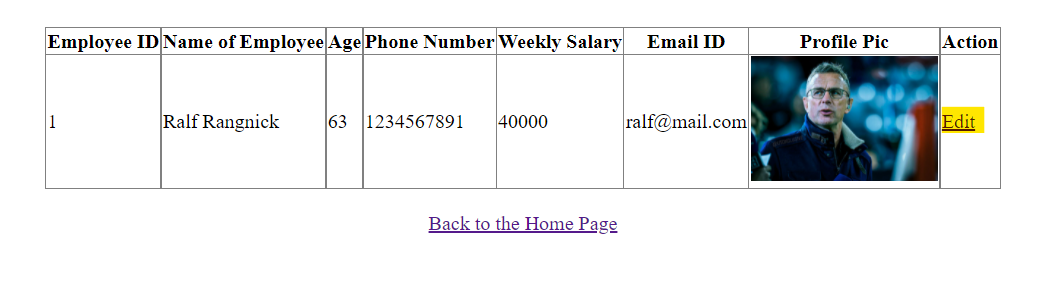 Employee ID Name of Employee Age Phone Number Weekly Salary Email ID Profile Pic Action
1 Ralf Rangnick 63 1234567891 40000 ralf@mail.com Edit
Back to the Home Page